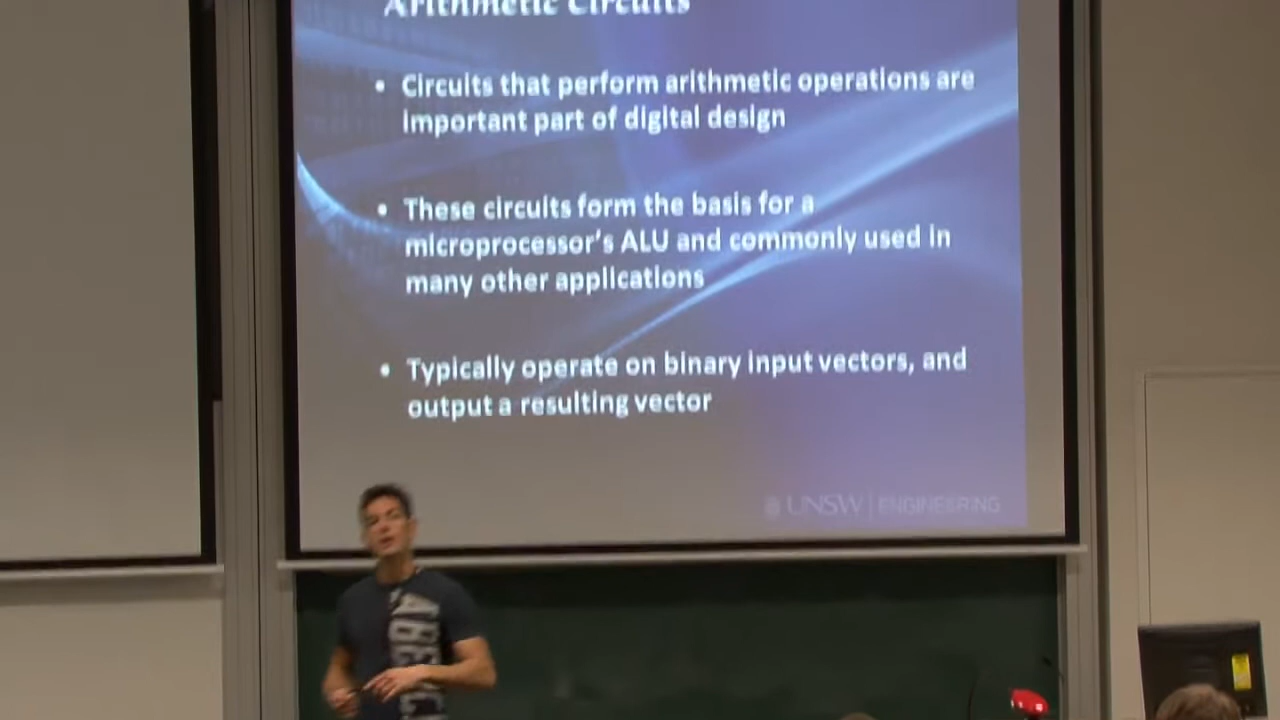 Arithmetic Circuits
• Circuits that perform arithmetic operations are
important part of digital design
• These circuits form the basis for a
microprocessor's ALU and commonly used in
many other applications
• Typically operate on binary input vectors, and
output a resulting vector
UNSW | ENGINEERING